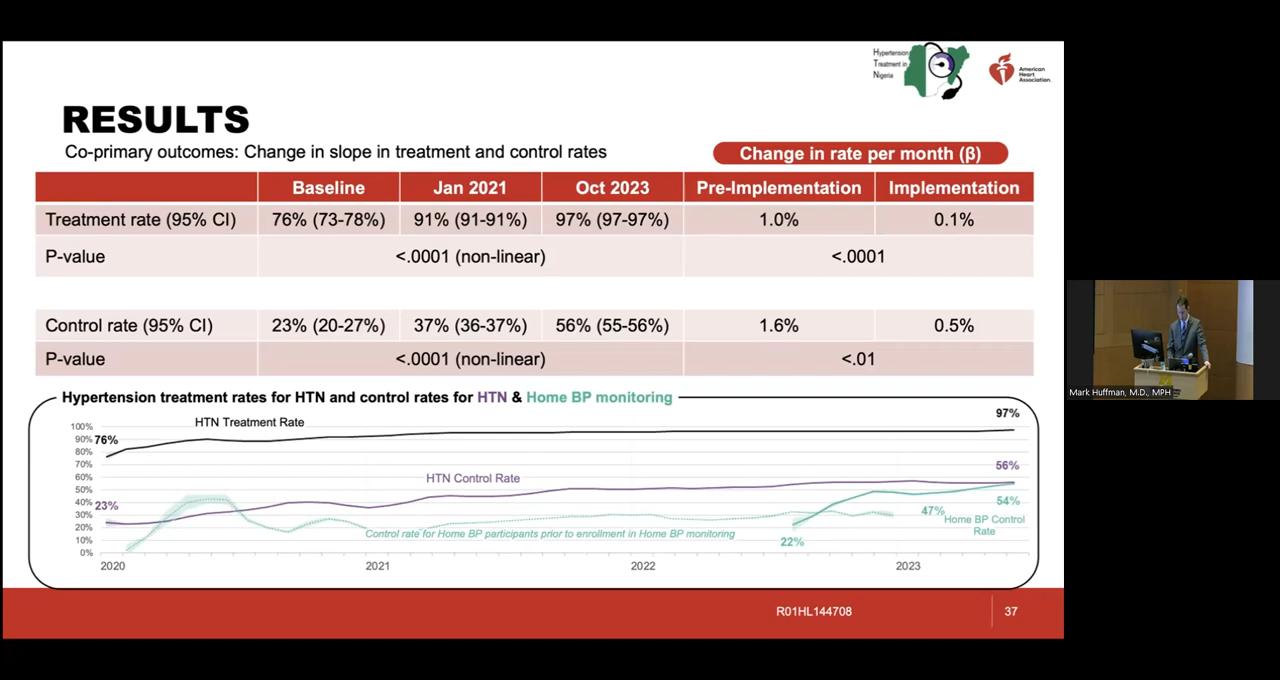 Hypertension
Treatment in
Nigeria
American
Heart
Association.
RESULTS
Co-primary outcomes: Change in slope in treatment and control rates
Change in rate per month (β)
Baseline Jan 2021 Oct 2023 Pre-Implementation Implementation
Treatment rate (95% CI) 76% (73-78%) 91% (91-91%) 97% (97-97%) 1.0% 0.1%
P-value <.0001 (non-linear) <.0001
Control rate (95% CI) 23% (20-27%) 37% (36-37%) 56% (55-56%) 1.6% 0.5%
P-value <.0001 (non-linear) <.01
Hypertension treatment rates for HTN and control rates for HTN & Home BP monitoring
HTN Treatment Rate
97%
100%
90%
76%
80%
70%
60%
50%
40%
30%
20%
10%
0%
23%
HTN Control Rate
56%
54%
47%
Home BP Control
Rate
Control rate for Home BP participants prior to enrollment in Home BP monitoring
22%
2020 2021 2022 2023
R01HL144708 37
Mark Huffman, M.D., MPH